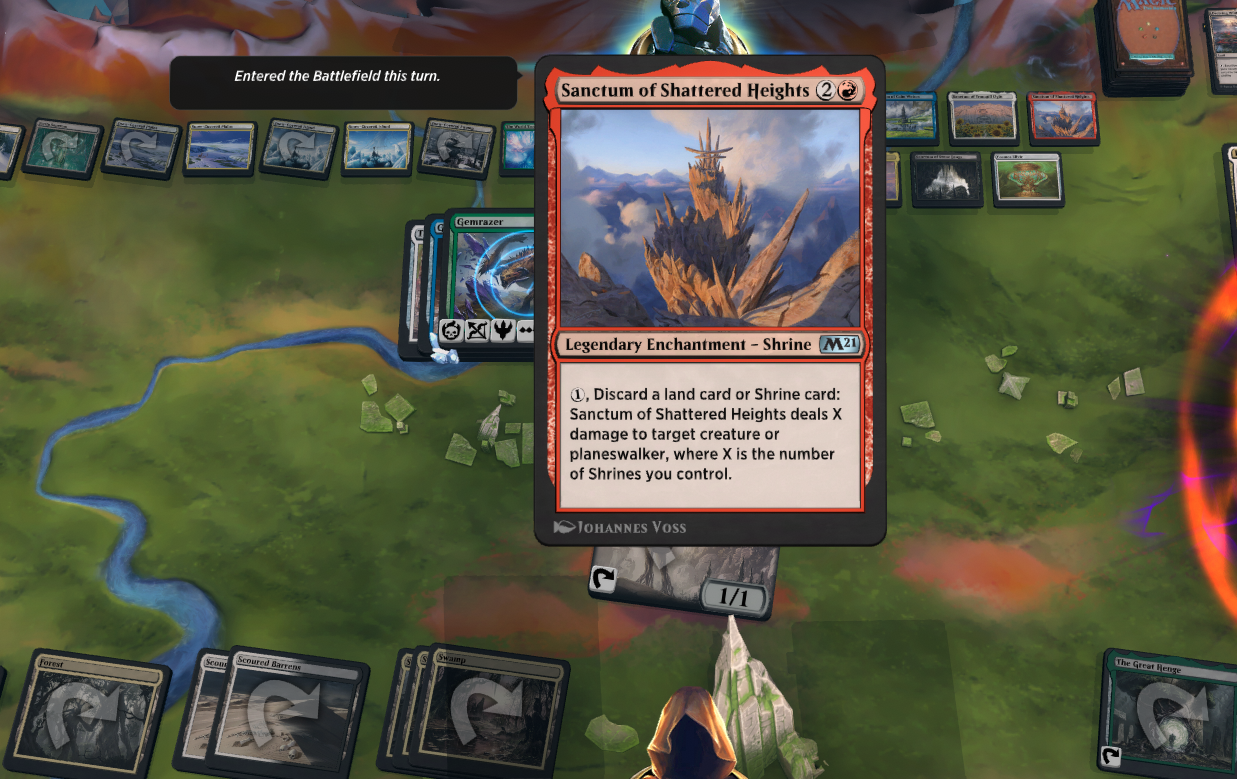 Entered the Battlefield this turn.
Sanctum of Shattered Heights 2
Gemrazer
Legendary Enchantment – Shrine M21
1, Discard a land card or Shrine card:
Sanctum of Shattered Heights deals X
damage to target creature or
planeswalker, where X is the number
of Shrines you control.
Johannes Voss
1/1
Forest
Scour
Scoured Barrens
S
S
Swamp
The Great Henge